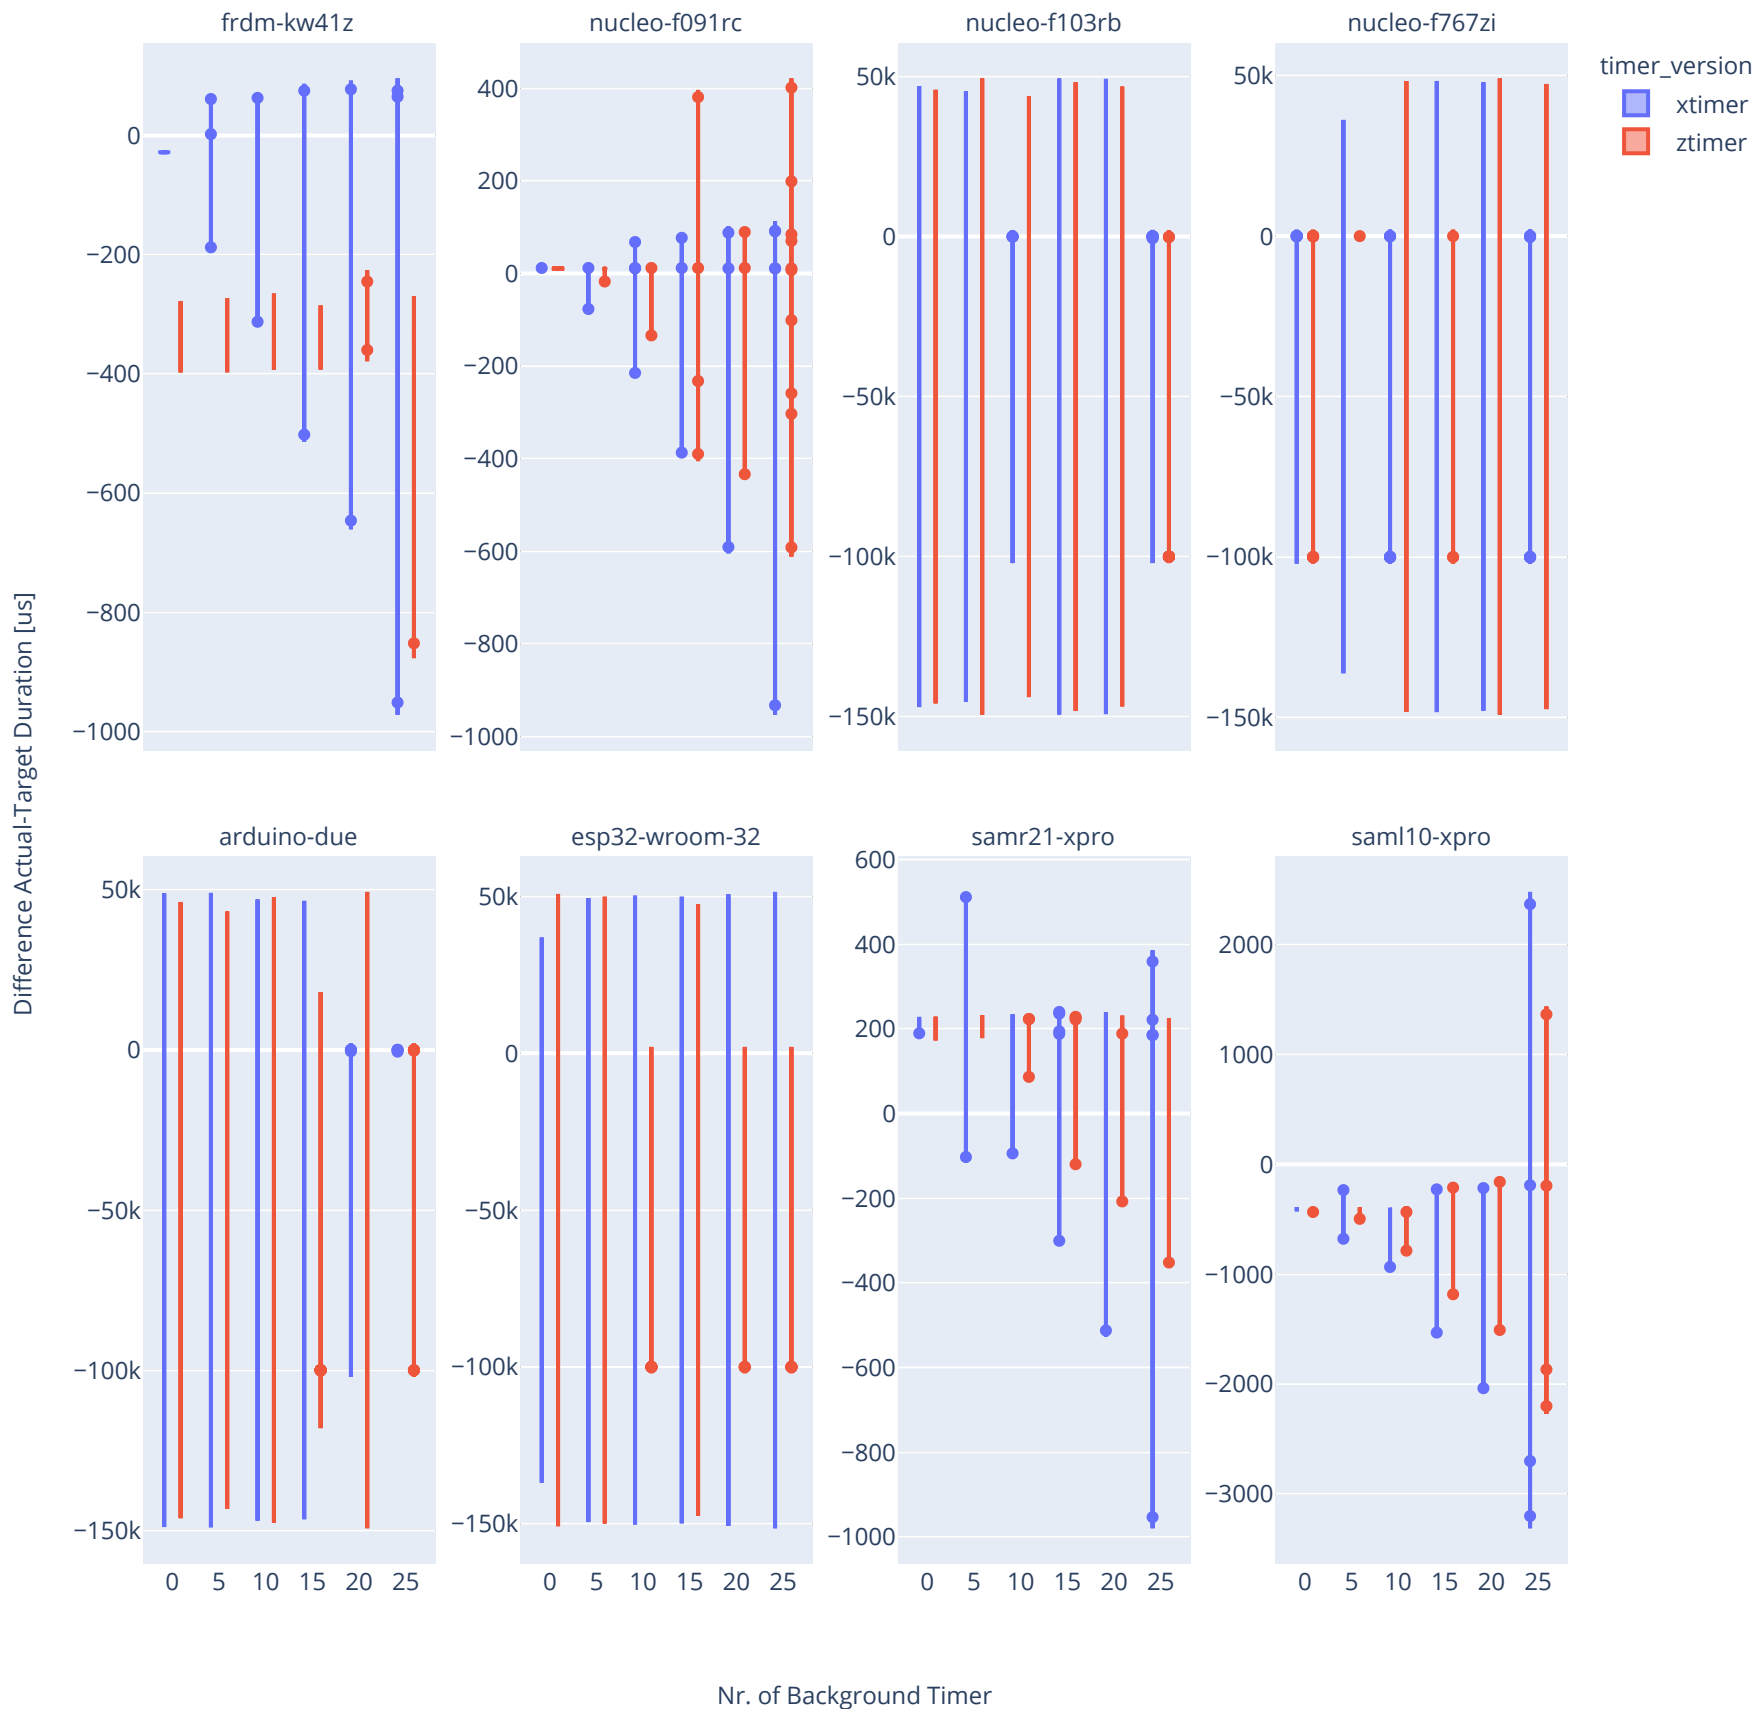 frdm-kw41z
nucleo-f091rc
nucleo-f103rb
nucleo-f767zi
timer_version
xtimer
ztimer
0
−200
−400
−600
−800
−1000
400
200
0
−200
−400
−600
−800
−1000
50k
0
−50k
−100k
−150k
50k
0
−50k
−100k
−150k
Difference Actual-Target Duration [us]
arduino-due
esp32-wroom-32
samr21-xpro
saml10-xpro
50k
0
−50k
−100k
−150k
50k
0
−50k
−100k
−150k
600
400
200
0
−200
−400
−600
−800
−1000
2000
1000
0
−1000
−2000
−3000
0 5 10 15 20 25
0 5 10 15 20 25
0 5 10 15 20 25
0 5 10 15 20 25
Nr. of Background Timer